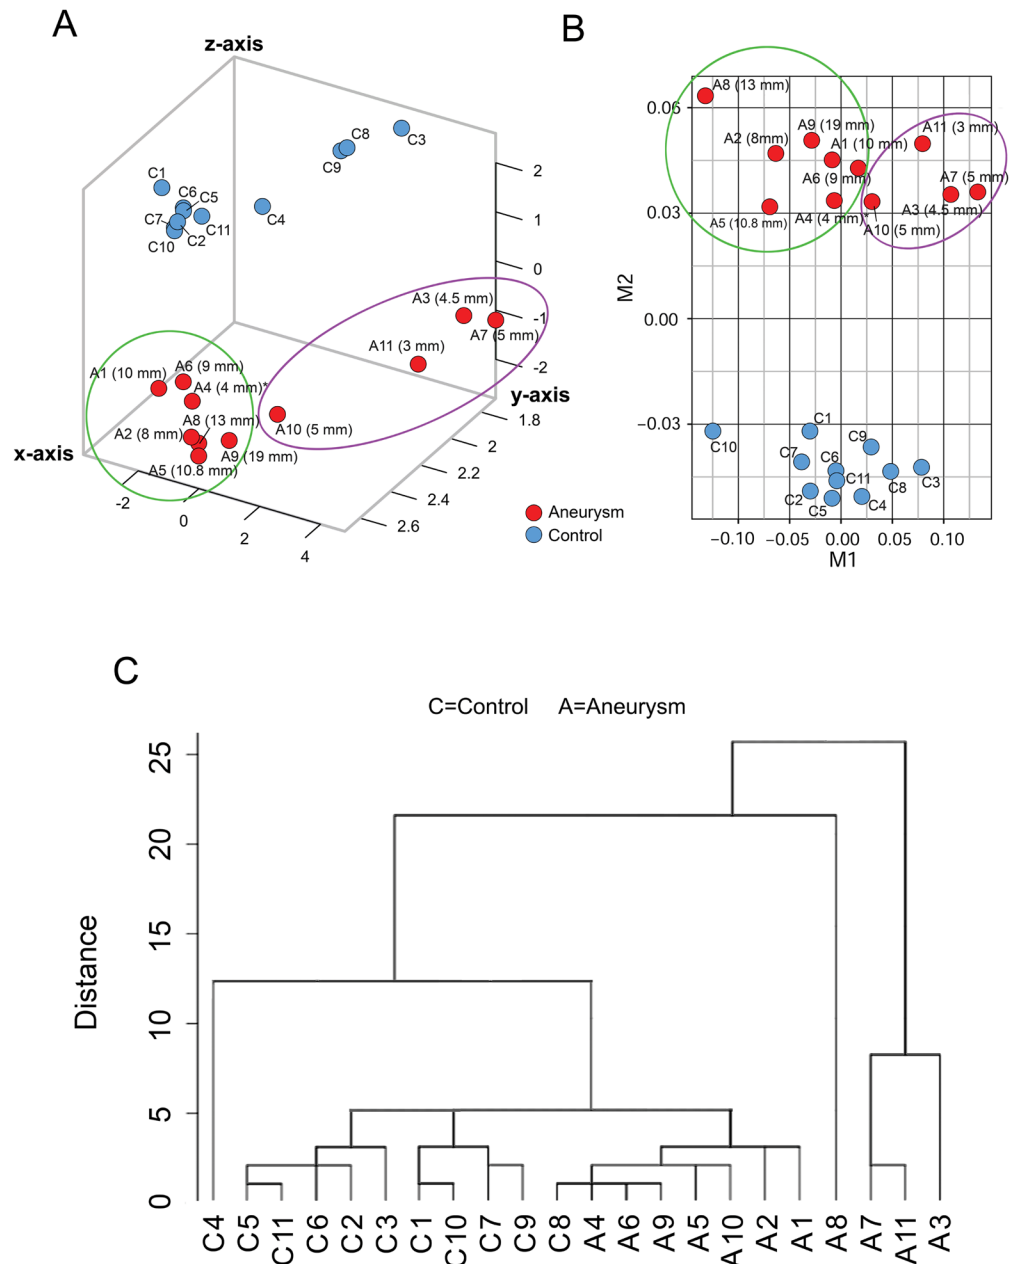 A
z-axis
C8
C3
C9
C1
C6
C5
C7
C11
C2
C10
C4
2
1
0
-1
-2
A3 (4.5 mm)
A7 (5 mm)
A11 (3 mm)
A6 (9 mm)
A1 (10 mm)
A4 (4 mm)*
A8 (13 mm)
A2 (8 mm)
A10 (5 mm)
A9 (19 mm)
A5 (10.8 mm)
x-axis
y-axis
1.8
2
2.2
2.4
2.6
-2
0
2
4
Aneurysm
Control
B
A8 (13 mm)
A9 (19 mm)
A11 (3 mm)
A2 (8mm)
A1 (10 mm)
A6 (9 mm)
A7 (5 mm)
A3 (4.5 mm)
A5 (10.8 mm)
A4 (4 mm)*
A10 (5 mm)
0.06
0.03
0.00
−0.03
M2
C1
C10
C9
C7
C6
C11
C8
C3
C2
C5
C4
−0.10
−0.05
0.00
0.05
0.10
M1
C
C=Control A=Aneurysm
25
20
15
10
5
0
Distance
C4
C5
C11
C6
C2
C3
C1
C10
C7
C9
C8
A4
A6
A9
A5
A10
A2
A1
A8
A7
A11
A3